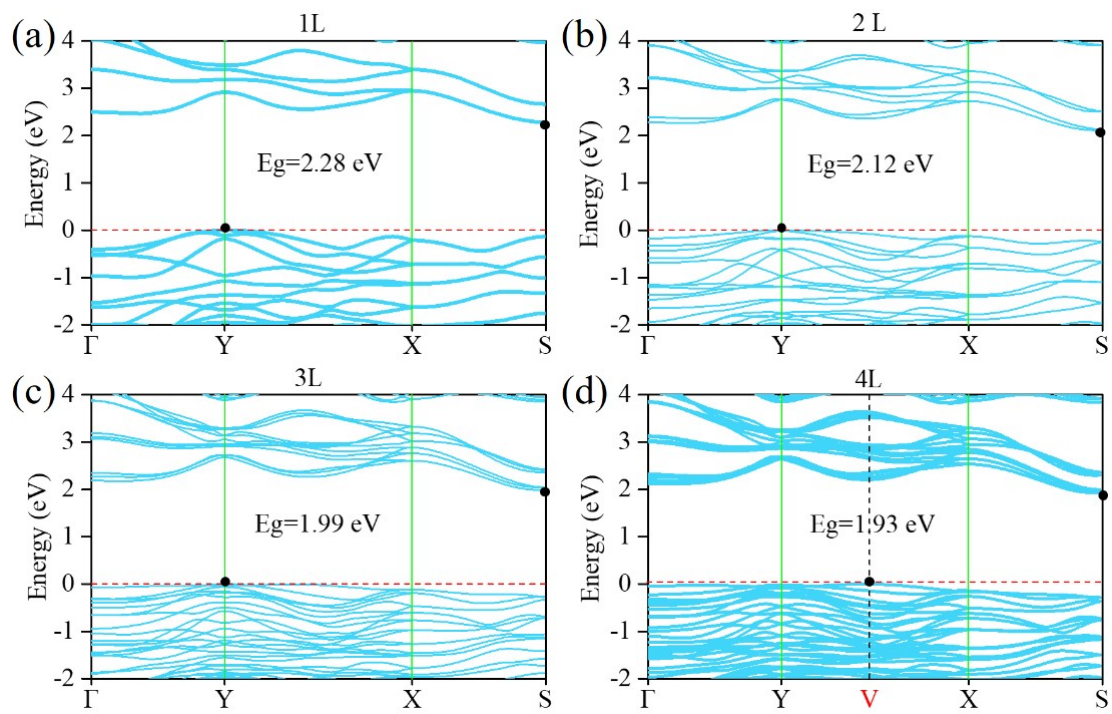 (a)
1L
Energy (eV)
4
3
2
1
0
-1
-2
Eg=2.28 eV
Γ Y X S
(b)
2 L
Energy (eV)
4
3
2
1
0
-1
-2
Eg=2.12 eV
Γ Y X S
(c)
3L
Energy (eV)
4
3
2
1
0
-1
-2
Eg=1.99 eV
Γ Y X S
(d)
4L
Energy (eV)
4
3
2
1
0
-1
-2
Eg=1.93 eV
Γ Y V X S